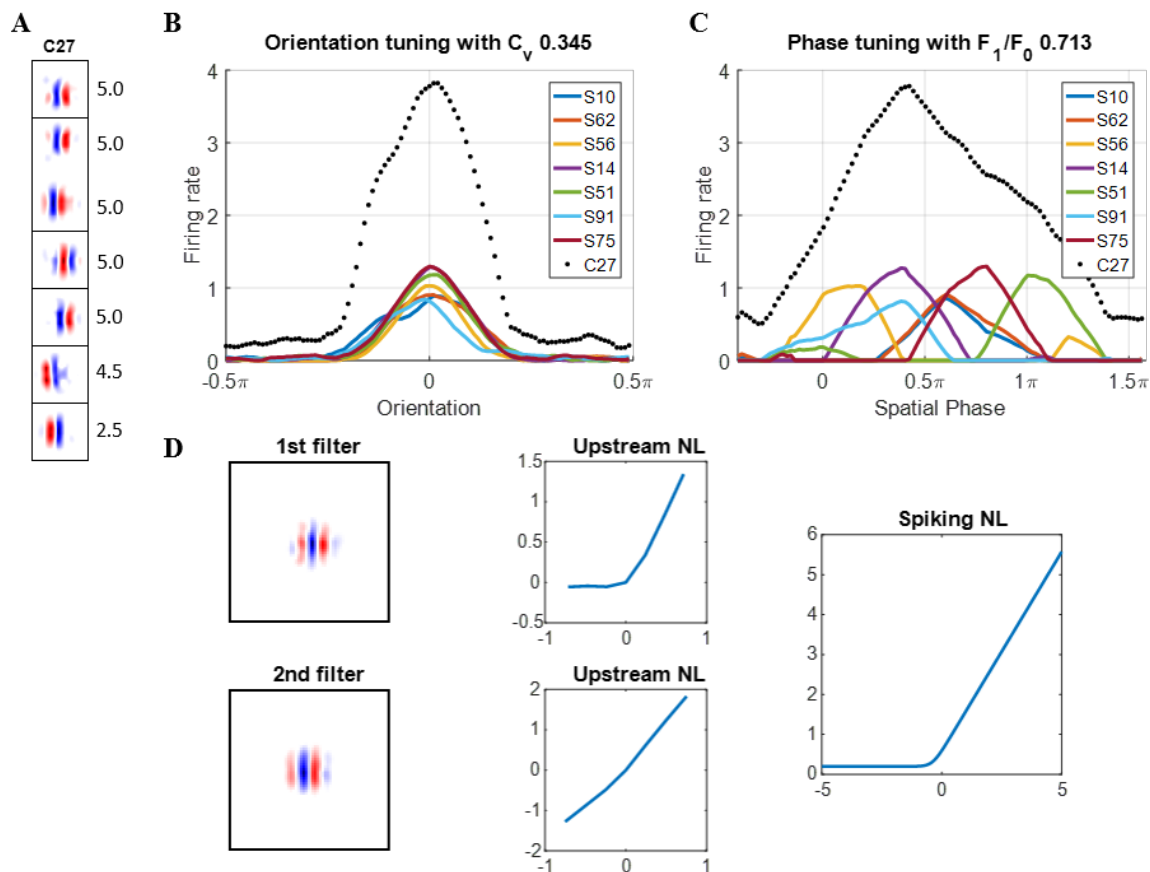 A
C27
5.0
5.0
5.0
5.0
5.0
4.5
2.5
B
Orientation tuning with Cv 0.345
Firing rate
4
3
2
1
0
-0.5π
0
0.5π
Orientation
S10
S62
S56
S14
S51
S91
S75
C27
C
Phase tuning with F1/F0 0.713
Firing rate
4
3
2
1
0
0
0.5π
1π
1.5π
Spatial Phase
S10
S62
S56
S14
S51
S91
S75
C27
D
1st filter
Upstream NL
1.5
1
0.5
0
-0.5
-1
0
1
2nd filter
Upstream NL
2
1
0
-1
-2
-1
0
1
Spiking NL
6
5
4
3
2
1
0
-5
0
5